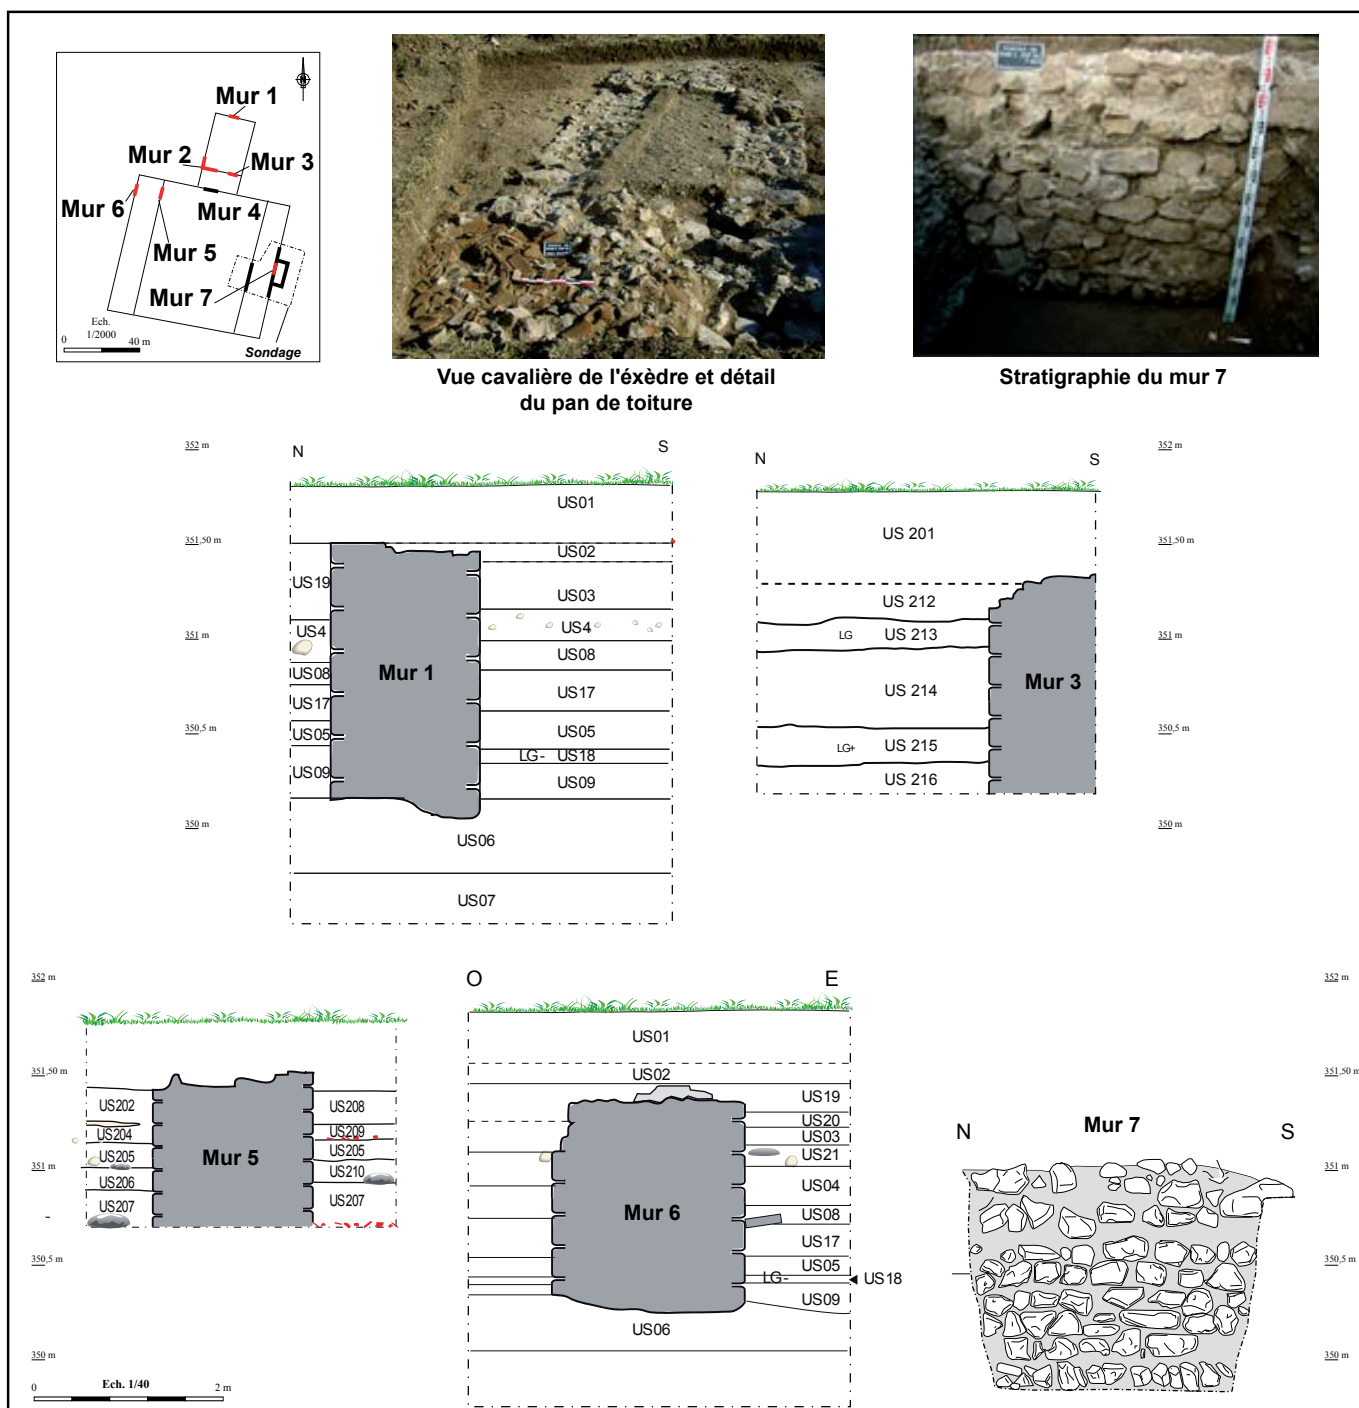 N
Mur 1
Mur 2
Mur 3
Mur 6
Mur 4
Mur 5
Mur 7
Ech.
1/2000
0 40 m
Sondage
Vue cavalière de l'éxèdre et détail
du pan de toiture
Stratigraphie du mur 7
352 m
N S
US01
351,50 m
US02
US19
US03
US4
US4
351 m
US08
US08
Mur 1
US17
US17
350,5 m
US05
US05
LG- US18
US09
US09
350 m
US06
US07
352 m
N S
US 201
351,50 m
US 212
LG US 213
351 m
US 214
Mur 3
350,5 m
LG+ US 215
US 216
350 m
352 m
351,50 m
US202
US208
US204
US209
US205
US205
351 m
Mur 5
US206
US210
US207
US207
350,5 m
350 m
0 Ech. 1/40 2 m
O E
US01
US02
US19
US20
US03
US21
US04
Mur 6
US08
US17
US05
LG- US18
US09
US06
352 m
351,50 m
Mur 7
N S
351 m
350,5 m
350 m